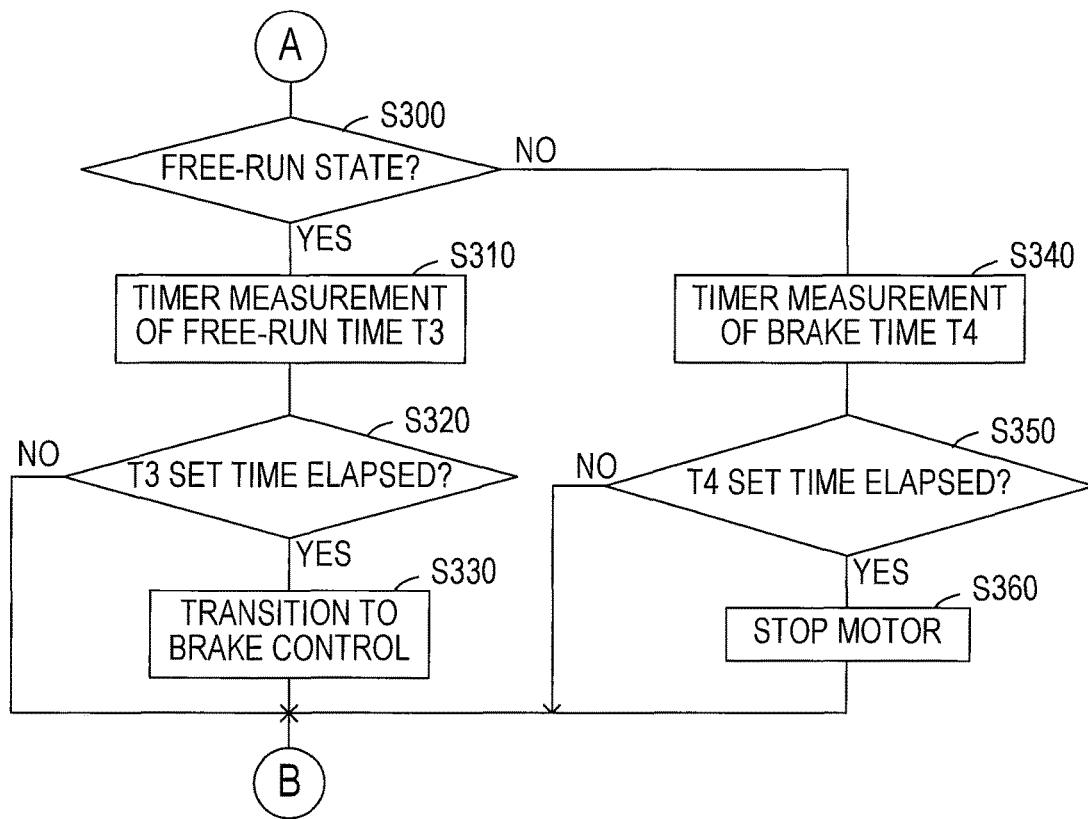 A
S300
FREE-RUN STATE?
NO
YES
S310
TIMER MEASUREMENT
OF FREE-RUN TIME T3
S340
TIMER MEASUREMENT
OF BRAKE TIME T4
S320
NO
T3 SET TIME ELAPSED?
YES
S350
NO
T4 SET TIME ELAPSED?
YES
S330
TRANSITION TO
BRAKE CONTROL
S360
STOP MOTOR
B